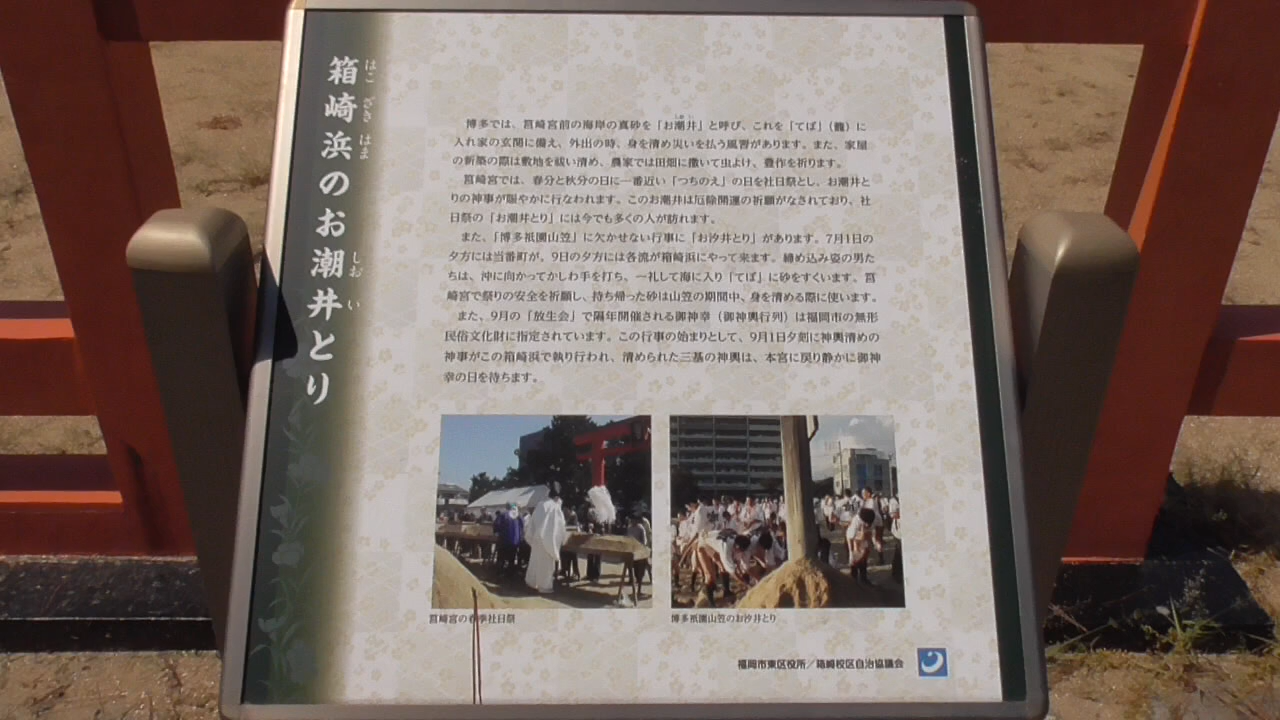 箱崎浜のお潮井とり
はこ ざき はま
しお い
博多では、筥崎宮前の海岸の真砂を「お潮井」と呼び、これを「てぼ」(籠)に
入れ家の玄関に備え、外出の時、身を清め災いを払う風習があります。また、家屋
の新築の際は敷地を祓い清め、農家では田畑に撒いて虫よけ、豊作を祈ります。
筥崎宮では、春分と秋分の日に一番近い「つちのえ」の日を社日祭とし、お潮井と
りの神事が賑やかに行なわれます。このお潮井は厄除開運の祈願がなされており、社
日祭の「お潮井とり」には今でも多くの人が訪れます。
また、「博多祇園山笠」に欠かせない行事に「お汐井とり」があります。7月1日の
夕方には当番町が、9日の夕方には各流が箱崎浜にやって来ます。締め込み姿の男た
ちは、沖に向かってかしわ手を打ち、一礼して海に入り「てぼ」に砂をすくいます。筥
崎宮で祭りの安全を祈願し、持ち帰った砂は山笠の期間中、身を清める際に使います。
また、9月の「放生会」で隔年開催される御神幸(御神輿行列)は福岡市の無形
民俗文化財に指定されています。この行事の始まりとして、9月1日夕刻に神輿清めの
神事がこの箱崎浜で執り行われ、清められた三基の神輿は、本宮に戻り静かに御神
幸の日を待ちます。
筥崎宮の春季社日祭
博多祇園山笠のお汐井とり
福岡市東区役所/箱崎校区自治協議会